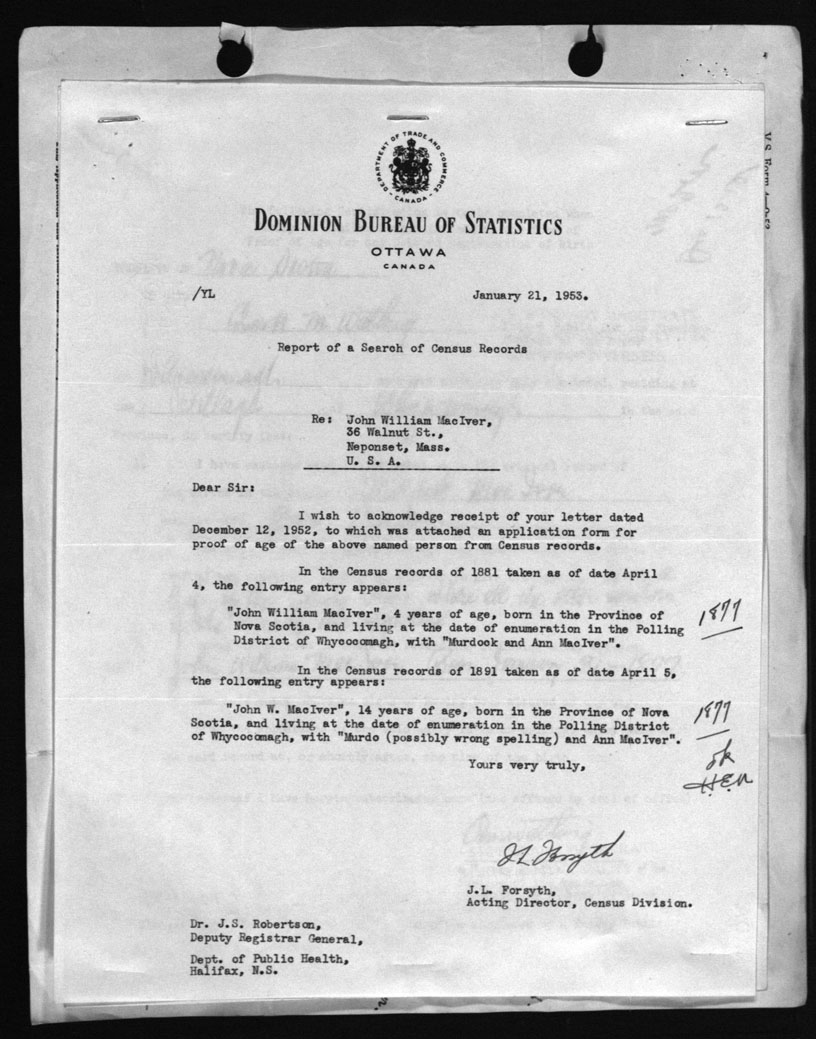 DEPARTMENT OF TRADE AND COMMERCE
CANADA
DOMINION BUREAU OF STATISTICS
OTTAWA
CANADA
/YL January 21, 1953.
Report of a Search of Census Records
Re: John William MacIver,
36 Walnut St.,
Neponset, Mass.
U. S. A.
Dear Sir:
I wish to acknowledge receipt of your letter dated
December 12, 1952, to which was attached an application form for
proof of age of the above named person from Census records.
In the Census records of 1881 taken as of date April
4, the following entry appears:
"John William MacIver", 4 years of age, born in the Province of
Nova Scotia, and living at the date of enumeration in the Polling
District of Whycocomagh, with "Murdock and Ann MacIver".
1877
In the Census records of 1891 taken as of date April 5,
the following entry appears:
"John W. MacIver", 14 years of age, born in the Province of Nova
Scotia, and living at the date of enumeration in the Polling District
of Whycocomagh, with "Murdo (possibly wrong spelling) and Ann MacIver".
1877
Yours very truly,
ok
H.E.R
JL Forsyth
J.L. Forsyth,
Acting Director, Census Division.
Dr. J.S. Robertson,
Deputy Registrar General,
Dept. of Public Health,
Halifax, N.S.